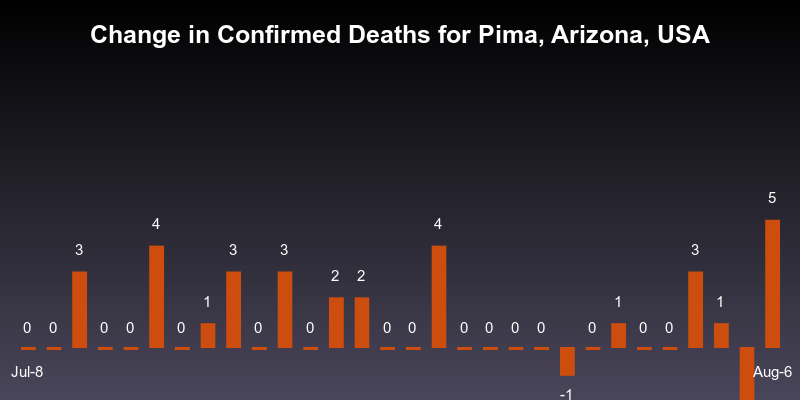 Change in Confirmed Deaths for Pima, Arizona, USA
5
4 4
3 3 3 3
2 2
1 1 1
0 0 0 0 0 0 0 0 0 0 0 0 0 0 0 0
Jul-8 Aug-6
-1